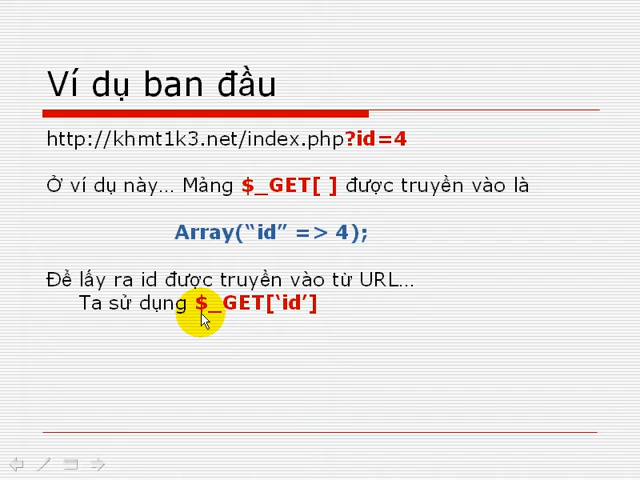 Ví dụ ban đầu
http://khmt1k3.net/index.php?id=4
Ở ví dụ này... Mảng $_GET[ ] được truyền vào là
Array(“id” => 4);
Để lấy ra id được truyền vào từ URL...
Ta sử dụng $_GET[‘id’]